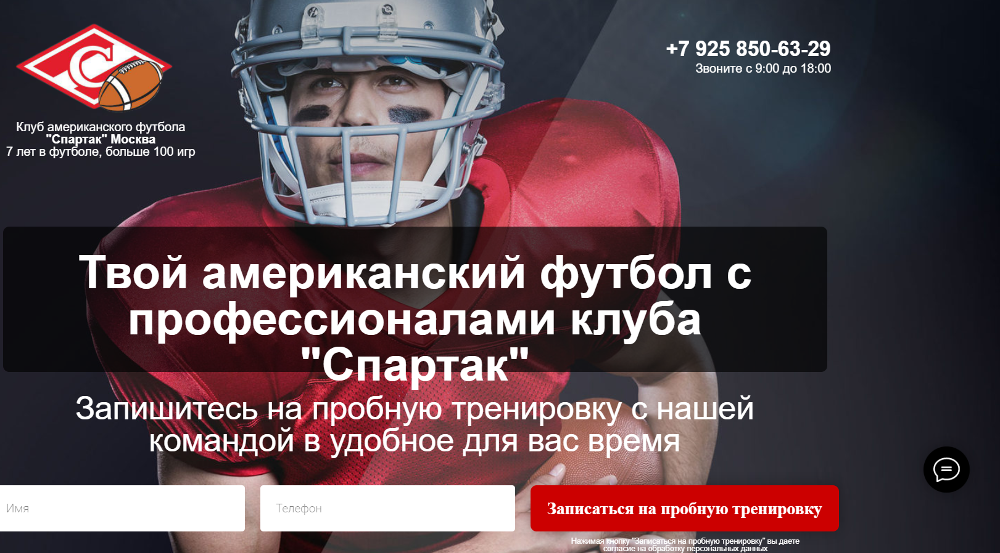 С
+7 925 850-63-29
Звоните с 9:00 до 18:00
Клуб американского футбола
"Спартак" Москва
7 лет в футболе, больше 100 игр
Твой американский футбол с
профессионалами клуба
"Спартак"
Запишитесь на пробную тренировку с нашей
командой в удобное для вас время
Имя
Телефон
Записаться на пробную тренировку
Нажимая кнопку "Записаться на пробную тренировку" вы даете
согласие на обработку персональных данных